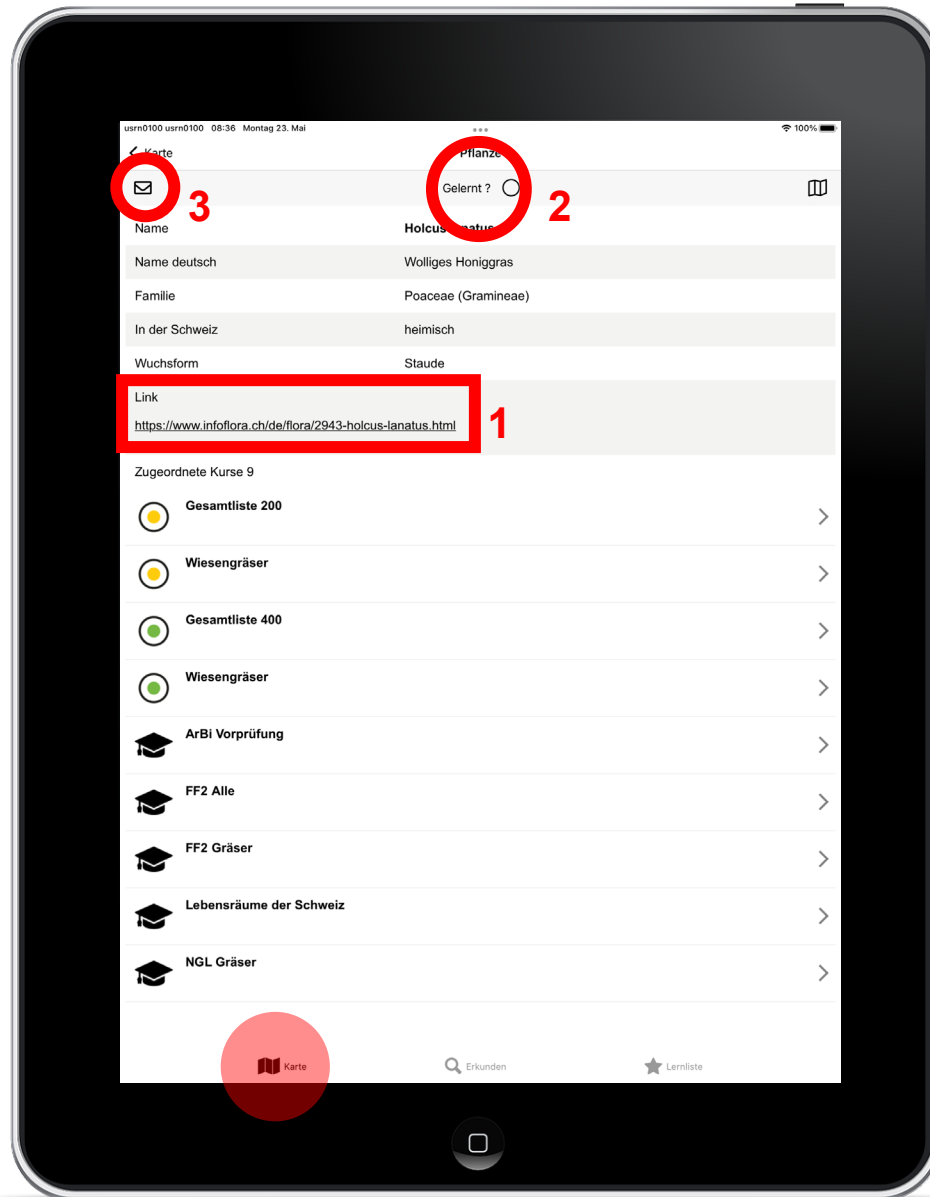 usrn0100 usrn0100 08:36 Montag 23. Mai 100%
Karte Pflanze
Gelernt ?
3 2
Name Holcus lanatus
Name deutsch Wolliges Honiggras
Familie Poaceae (Gramineae)
In der Schweiz heimisch
Wuchsform Staude
Link
https://www.infoflora.ch/de/flora/2943-holcus-lanatus.html
1
Zugeordnete Kurse 9
Gesamtliste 200
Wiesengräser
Gesamtliste 400
Wiesengräser
ArBi Vorprüfung
FF2 Alle
FF2 Gräser
Lebensräume der Schweiz
NGL Gräser
Karte Erkunden Lernliste